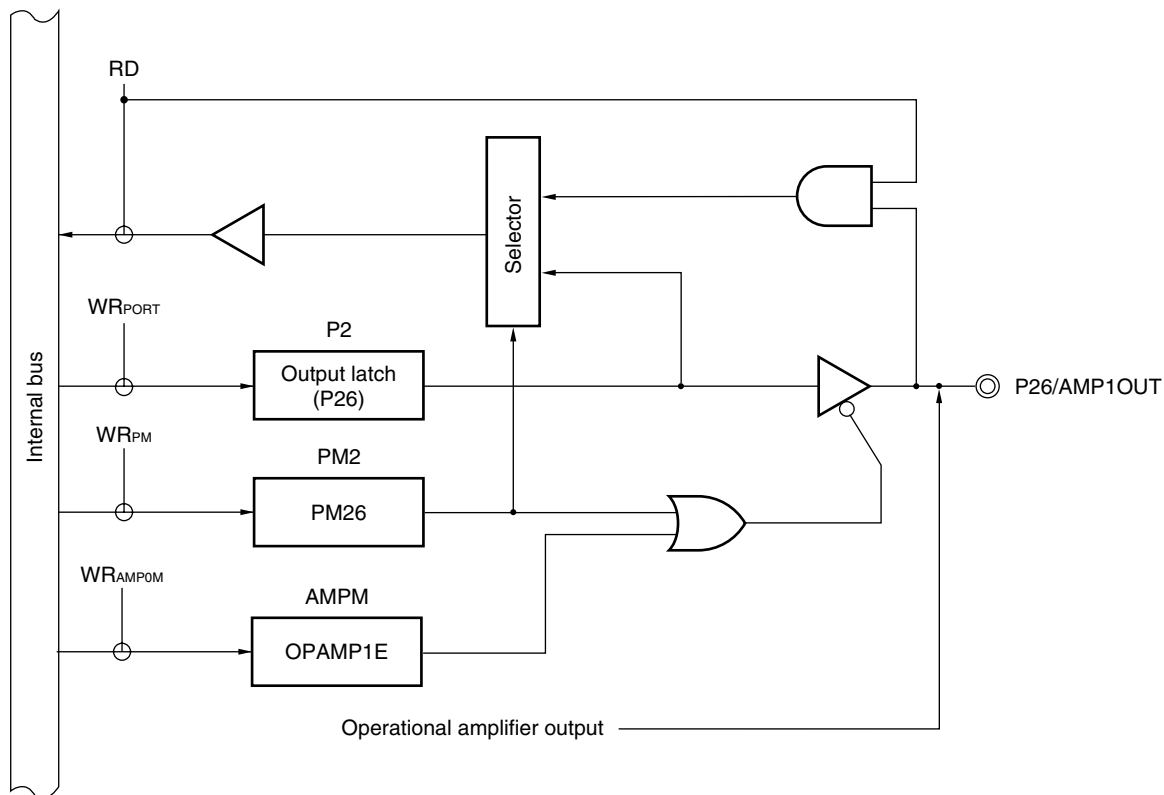 RD
Selector
WRPORT
P2
Output latch
(P26)
P26/AMP1OUT
Internal bus
WRPM
PM2
PM26
WRAMP0M
AMPM
OPAMP1E
Operational amplifier output